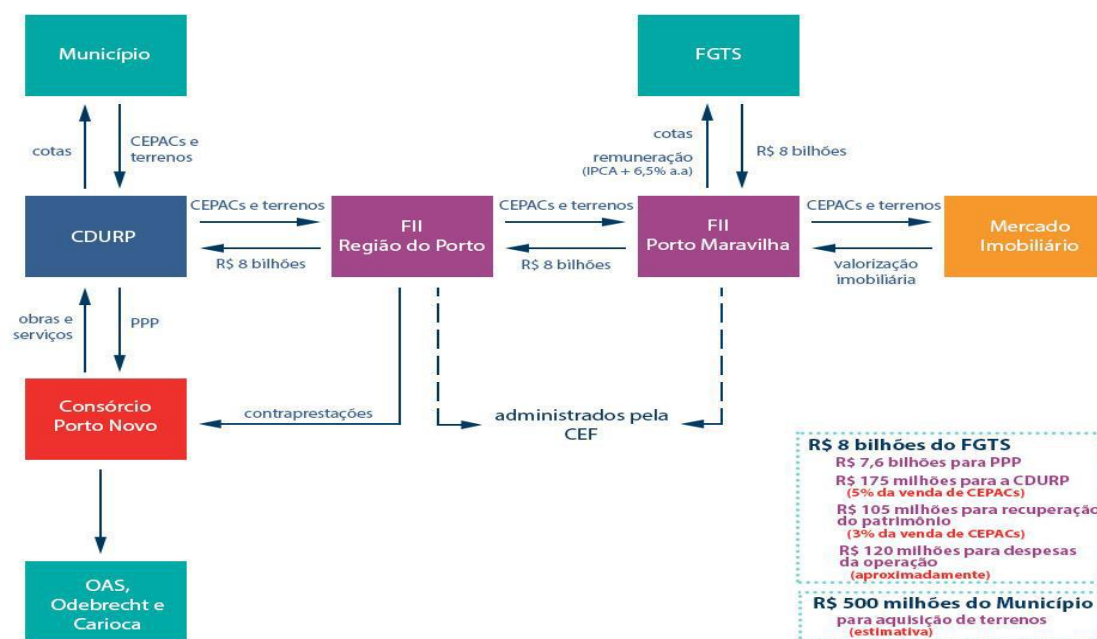 Município
FGTS
cotas
CEPACs e
terrenos
cotas
remuneração
(IPCA + 6,5% a.a)
R$ 8 bilhões
CDURP
CEPACs e terrenos
R$ 8 bilhões
FII
Região do Porto
CEPACs e terrenos
R$ 8 bilhões
FII
Porto Maravilha
CEPACs e terrenos
valorização
imobiliária
Mercado
Imobiliário
obras e
serviços
PPP
Consórcio
Porto Novo
contraprestações
administrados pela
CEF
OAS,
Odebrecht e
Carioca
R$ 8 bilhões do FGTS
R$ 7,6 bilhões para PPP
R$ 175 milhões para a CDURP
(5% da venda de CEPACs)
R$ 105 milhões para recuperação
do patrimônio
(3% da venda de CEPACs)
R$ 120 milhões para despesas
da operação
(aproximadamente)
R$ 500 milhões do Município
para aquisição de terrenos
(estimativa)